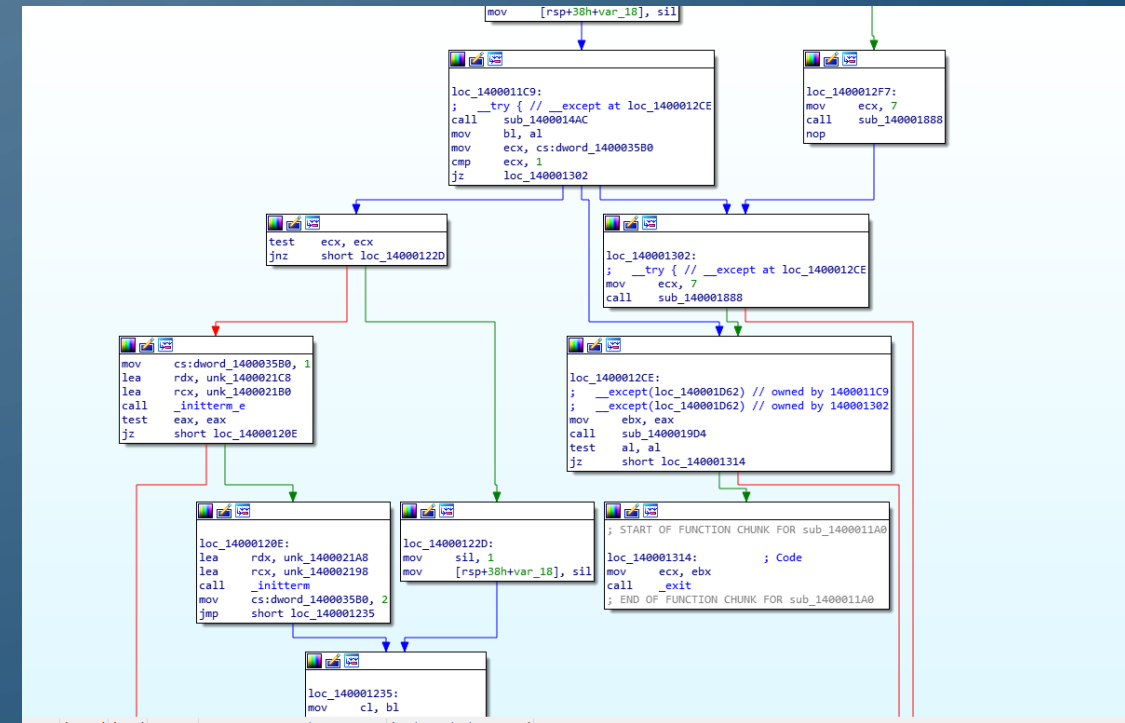 mov [rsp+38h+var_18], sil
loc_1400011C9:
; __try { // __except at loc_1400012CE
call sub_1400014AC
mov bl, al
mov ecx, cs:dword_1400035B0
cmp ecx, 1
jz loc_140001302
loc_1400012F7:
mov ecx, 7
call sub_140001888
nop
test ecx, ecx
jnz short loc_14000122D
loc_140001302:
; __try { // __except at loc_1400012CE
mov ecx, 7
call sub_140001888
mov cs:dword_1400035B0, 1
lea rdx, unk_1400021C8
lea rcx, unk_1400021B0
call _initterm_e
test eax, eax
jz short loc_14000120E
loc_1400012CE:
; __except(loc_140001D62) // owned by 1400011C9
; __except(loc_140001D62) // owned by 140001302
mov ebx, eax
call sub_1400019D4
test al, al
jz short loc_140001314
loc_14000120E:
lea rdx, unk_1400021A8
lea rcx, unk_140002198
call _initterm
mov cs:dword_1400035B0, 2
jmp short loc_140001235
loc_14000122D:
mov sil, 1
mov [rsp+38h+var_18], sil
; START OF FUNCTION CHUNK FOR sub_1400011A0
loc_140001314: ; Code
mov ecx, ebx
call _exit
; END OF FUNCTION CHUNK FOR sub_1400011A0
loc_140001235:
mov cl, bl